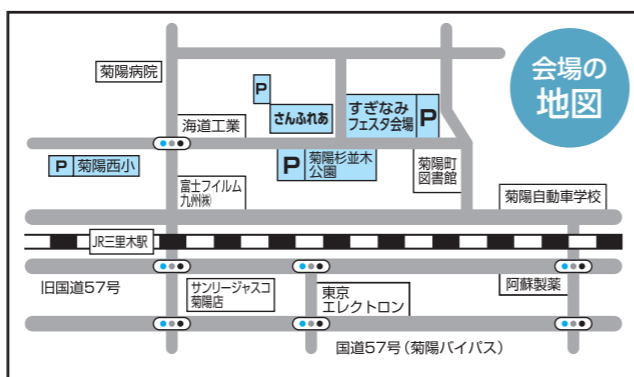 会場の
地図
菊陽病院
P
さんふれあ
すぎなみ
フェスタ会場
P
海道工業
P 菊陽西小
P 菊陽杉並木
公園
菊陽町
図書館
富士フイルム
九州㈱
菊陽自動車学校
JR三里木駅
旧国道57号
サンリージャスコ
菊陽店
東京
エレクトロン
阿蘇製薬
国道57号(菊陽バイパス)